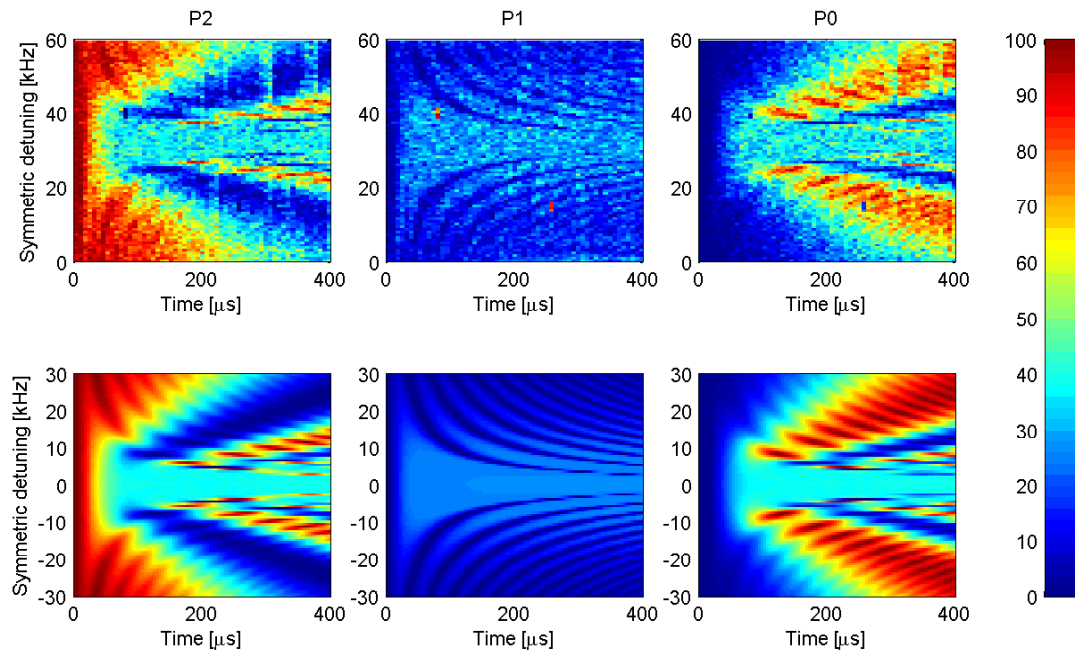 P2 P1 P0
Symmetric detuning [kHz]
60 60 60
40 40 40
20 20 20
0 0 0
0 200 400 0 200 400 0 200 400
Time [μs] Time [μs] Time [μs]
Symmetric detuning [kHz]
30 30 30
20 20 20
10 10 10
0 0 0
-10 -10 -10
-20 -20 -20
-30 -30 -30
0 200 400 0 200 400 0 200 400
Time [μs] Time [μs] Time [μs]
100
90
80
70
60
50
40
30
20
10
0